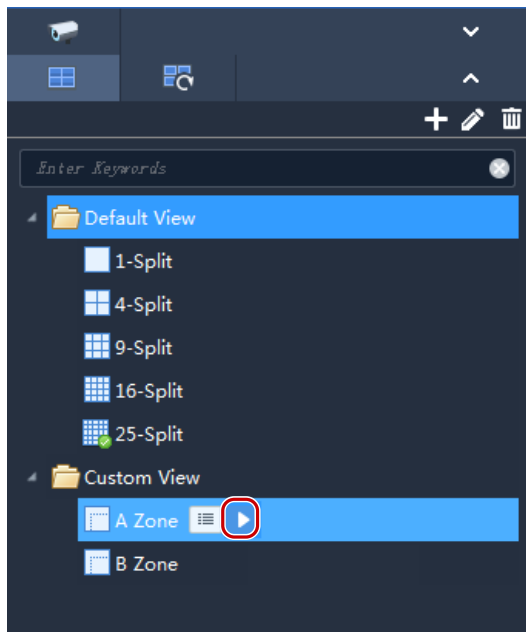 Enter Keywords
Default View
1-Split
4-Split
9-Split
16-Split
25-Split
Custom View
A Zone
B Zone